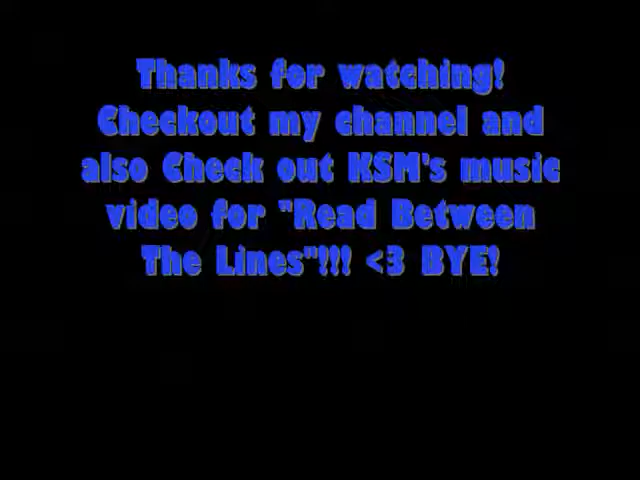 Thanks for watching!
Checkout my channel and
also Check out KSM's music
video for "Read Between
The Lines"!!! <3 BYE!